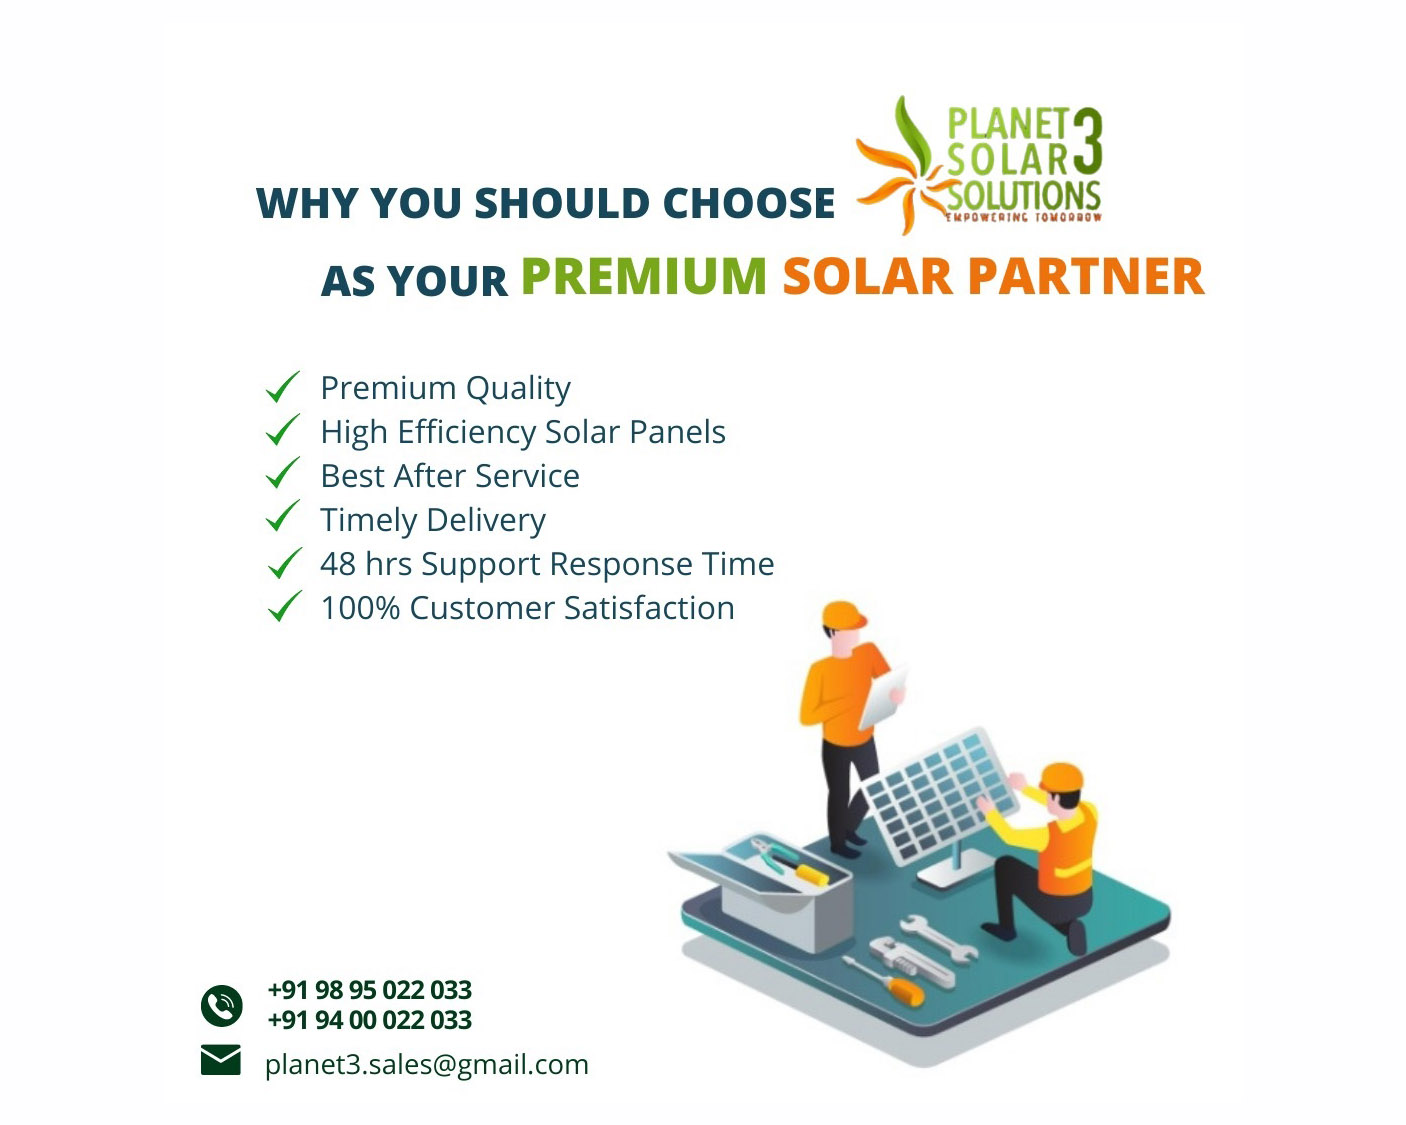 WHY YOU SHOULD CHOOSE
PLANET 3
SOLAR
SOLUTIONS
EMPOWERING TOMORROW
AS YOUR PREMIUM SOLAR PARTNER
Premium Quality
High Efficiency Solar Panels
Best After Service
Timely Delivery
48 hrs Support Response Time
100% Customer Satisfaction
+91 98 95 022 033
+91 94 00 022 033
planet3.sales@gmail.com